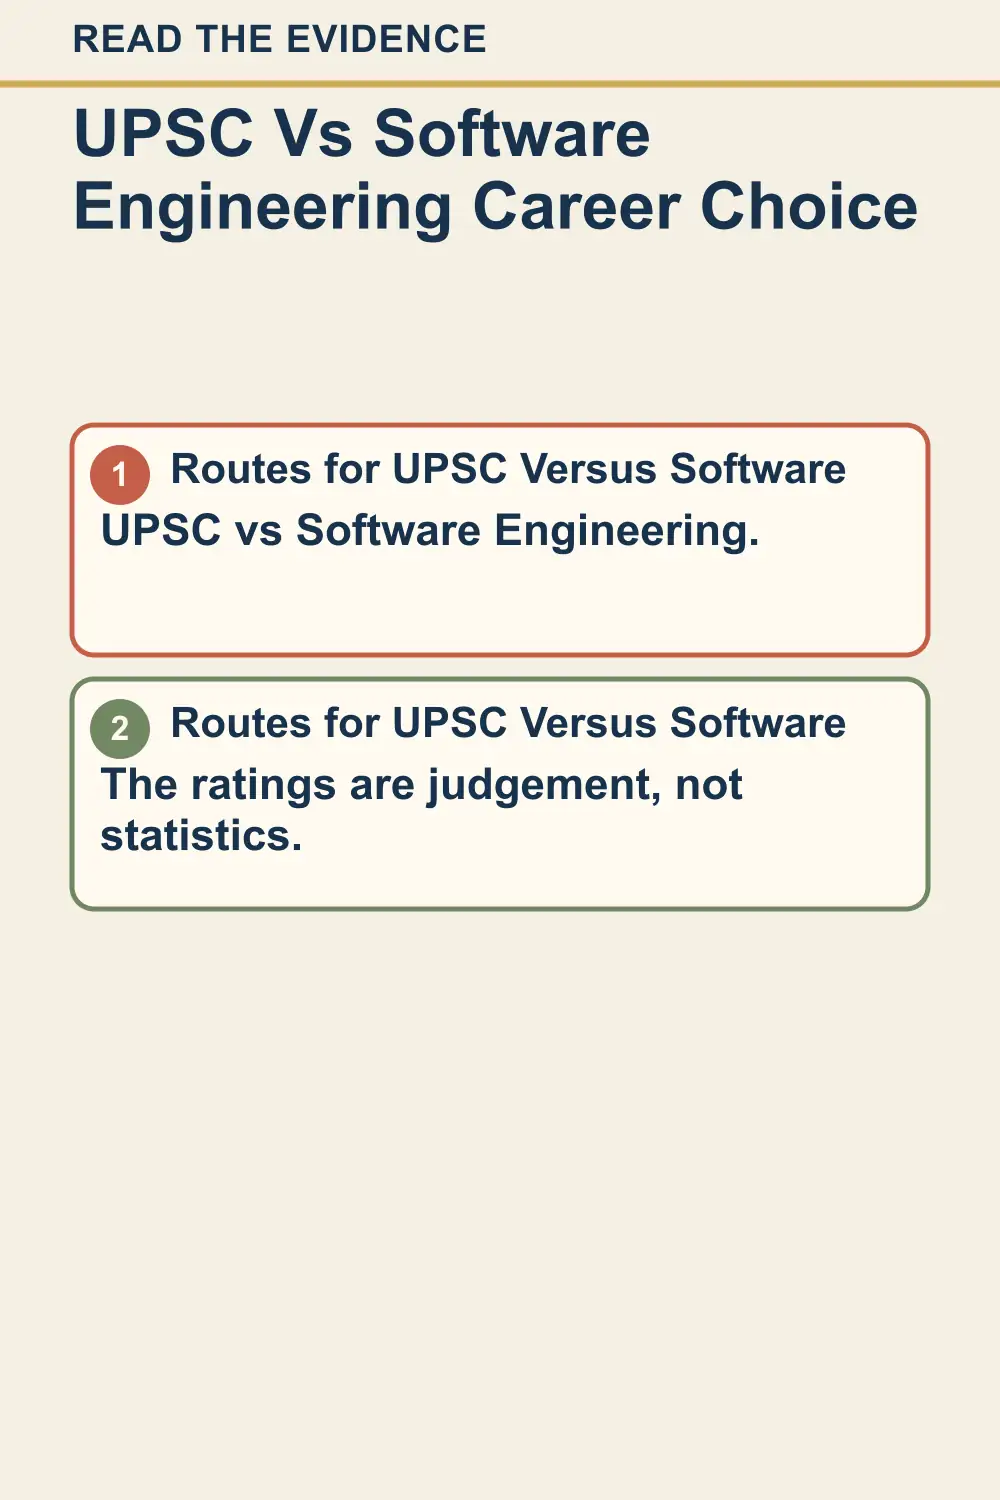 READ THE EVIDENCE
UPSC Vs Software
Engineering Career Choice
1 Routes for UPSC Versus Software
UPSC vs Software Engineering.
2 Routes for UPSC Versus Software
The ratings are judgement, not
statistics.